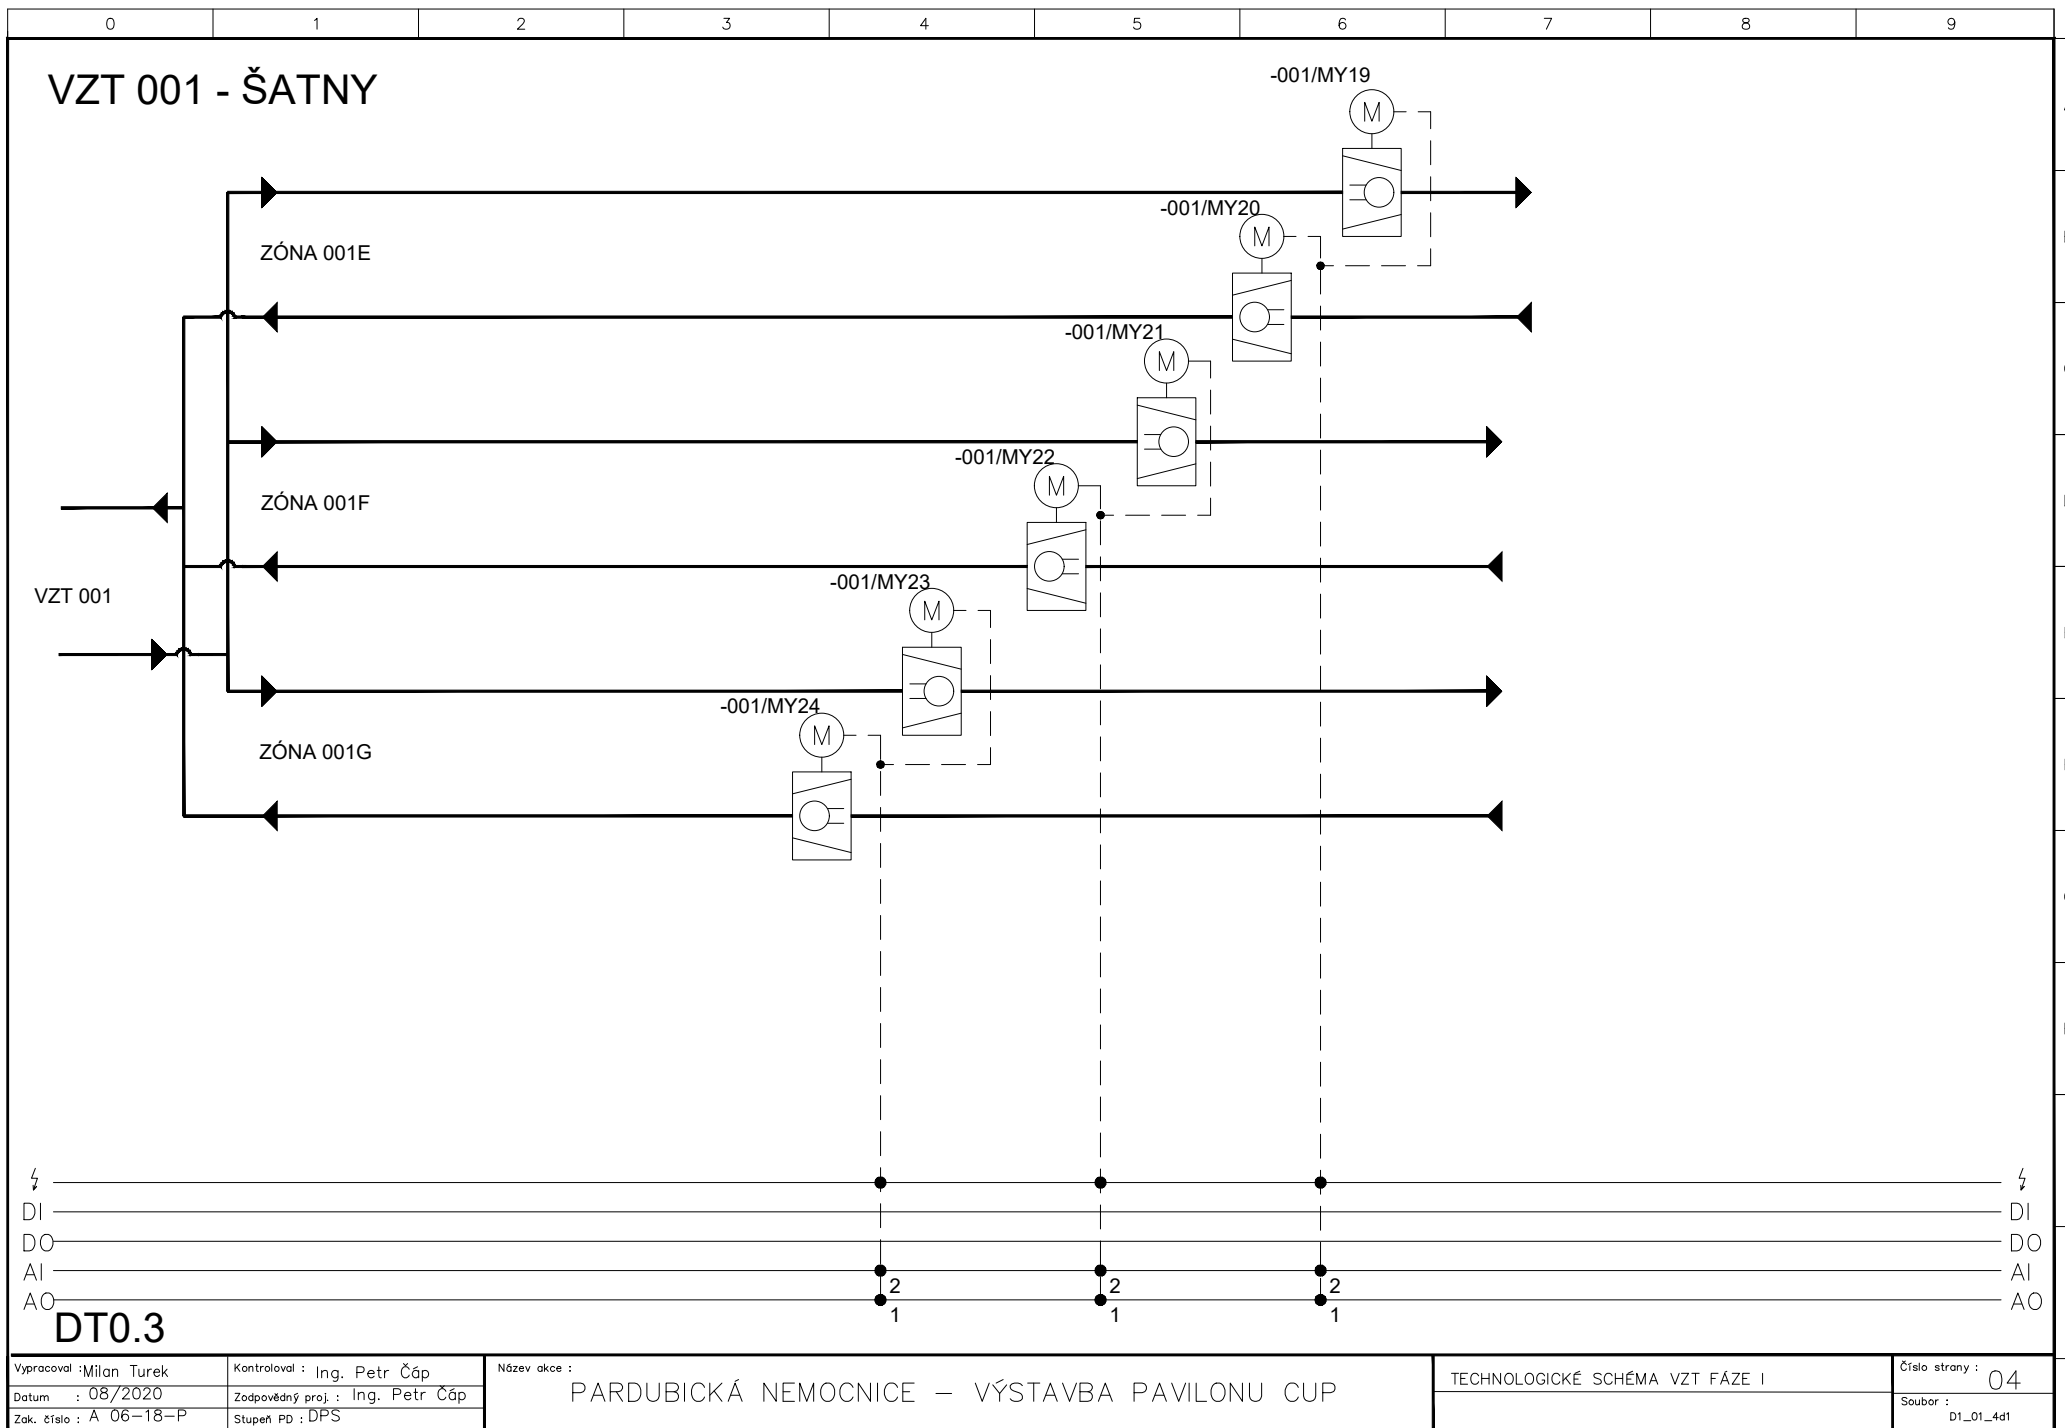 0 1 2 3 4 5 6 7 8 9
VZT 001 - ŠATNY
-001/MY19
M
-001/MY20
M
ZÓNA 001E
-001/MY21
M
-001/MY22
M
ZÓNA 001F
-001/MY23
M
VZT 001
-001/MY24
M
ZÓNA 001G
DI DI
DO DO
AI AI
2 2 2
AO AO
1 1 1
DT0.3
Vypracoval : Milan Turek
Datum : 08/2020
Zak. číslo : A 06-18-P
Kontroloval : Ing. Petr Čáp
Zodpovědný proj. : Ing. Petr Čáp
Stupeň PD : DPS
Název akce :
PARDUBICKÁ NEMOCNICE – VÝSTAVBA PAVILONU CUP
TECHNOLOGICKÉ SCHÉMA VZT FÁZE I
Číslo strany : 04
Soubor :
D1_01_4d1